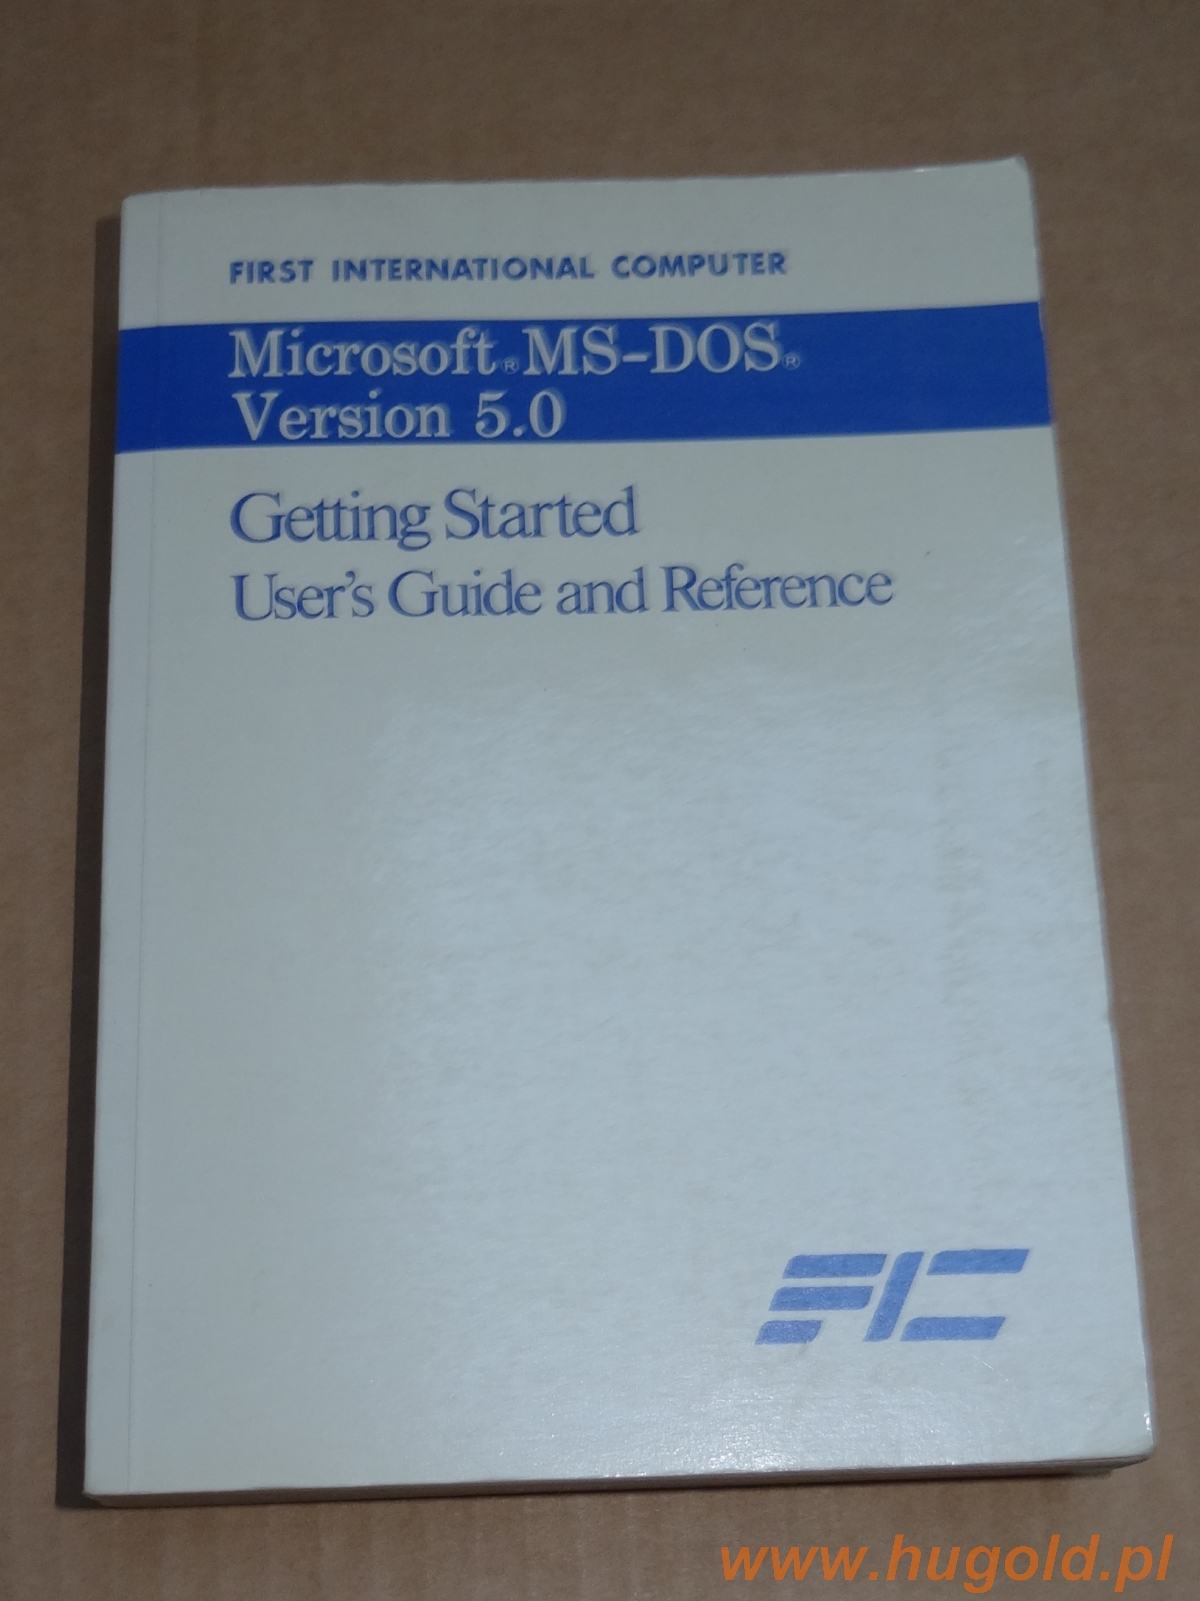 FIRST INTERNATIONAL COMPUTER
Microsoft® MS-DOS®
Version 5.0
Getting Started
User's Guide and Reference
FIC
www.hugold.pl